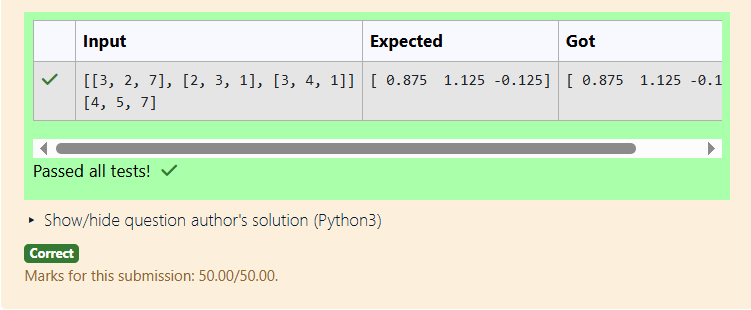 Input Expected Got
[[3, 2, 7], [2, 3, 1], [3, 4, 1]] [ 0.875  1.125 -0.125] [ 0.875  1.125 -0.1
[4, 5, 7]
Passed all tests!
Show/hide question author's solution (Python3)
Correct
Marks for this submission: 50.00/50.00.